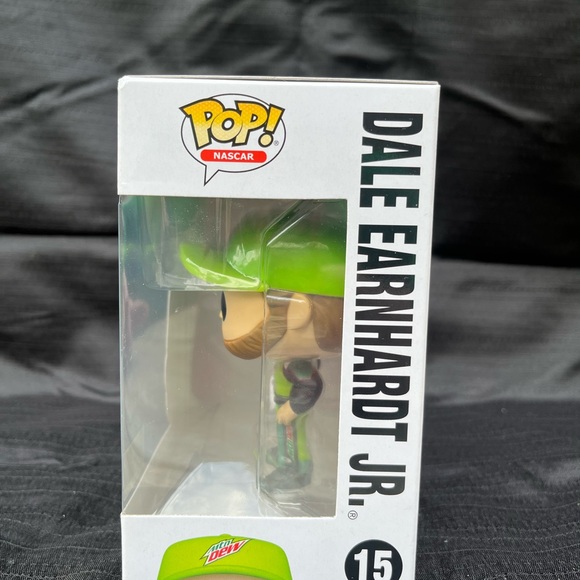 POP!
NASCAR
DALE EARNHARDT JR.®
mtn
DEW
15